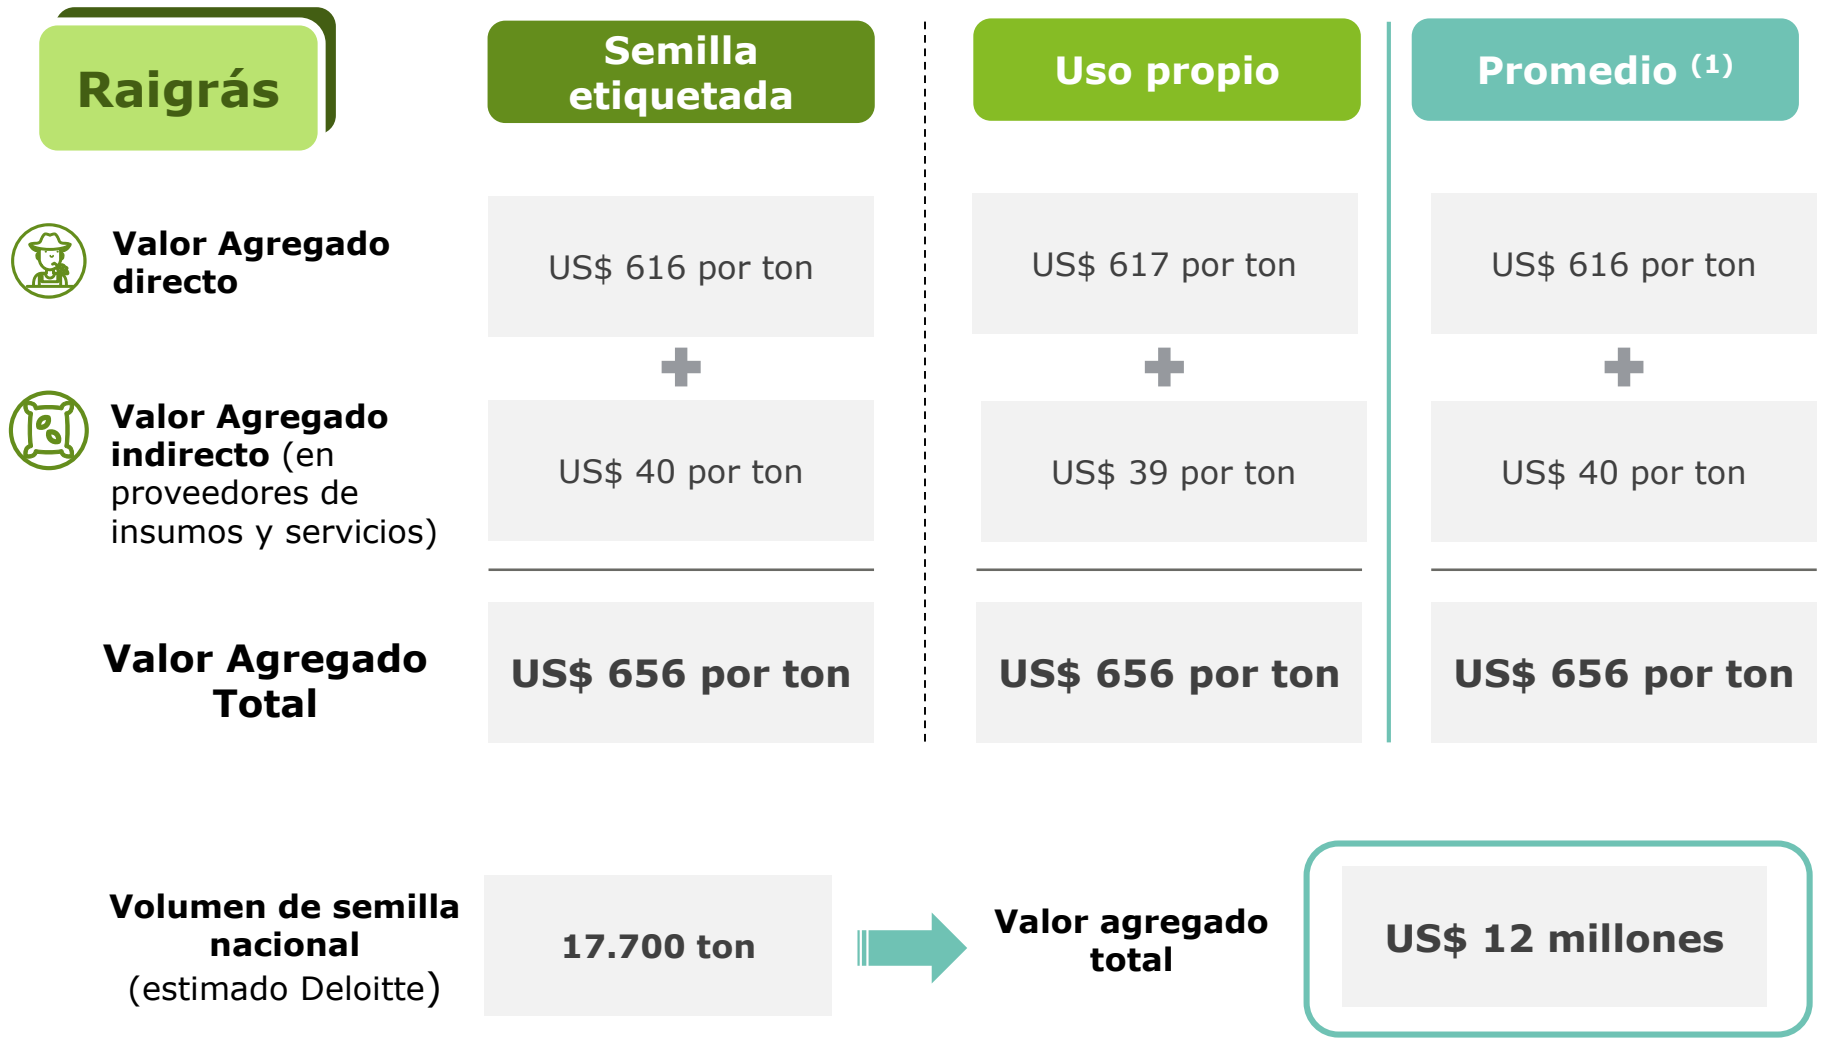 Raigrás
Semilla
etiquetada
Uso propio
Promedio (1)
Valor Agregado
directo
US$ 616 por ton
US$ 617 por ton
US$ 616 por ton
Valor Agregado
indirecto (en
proveedores de
insumos y servicios)
US$ 40 por ton
US$ 39 por ton
US$ 40 por ton
Valor Agregado
Total
US$ 656 por ton
US$ 656 por ton
US$ 656 por ton
Volumen de semilla
nacional
(estimado Deloitte)
17.700 ton
Valor agregado
total
US$ 12 millones